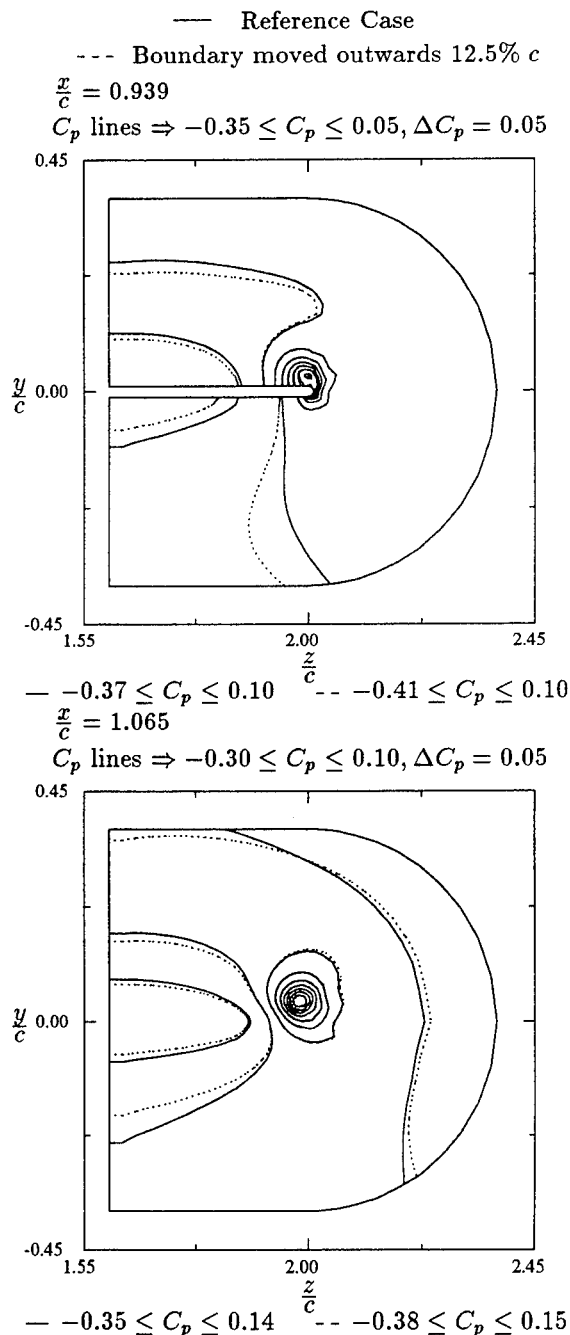 — Reference Case
--- Boundary moved outwards 12.5% c
x/c = 0.939
C_p lines ⇒ −0.35 ≤ C_p ≤ 0.05, ΔC_p = 0.05
0.45
y/c
0.00
-0.45
1.55 2.00 2.45
z/c
— −0.37 ≤ C_p ≤ 0.10 -- −0.41 ≤ C_p ≤ 0.10
x/c = 1.065
C_p lines ⇒ −0.30 ≤ C_p ≤ 0.10, ΔC_p = 0.05
0.45
y/c
0.00
-0.45
1.55 2.00 2.45
z/c
— −0.35 ≤ C_p ≤ 0.14 -- −0.38 ≤ C_p ≤ 0.15